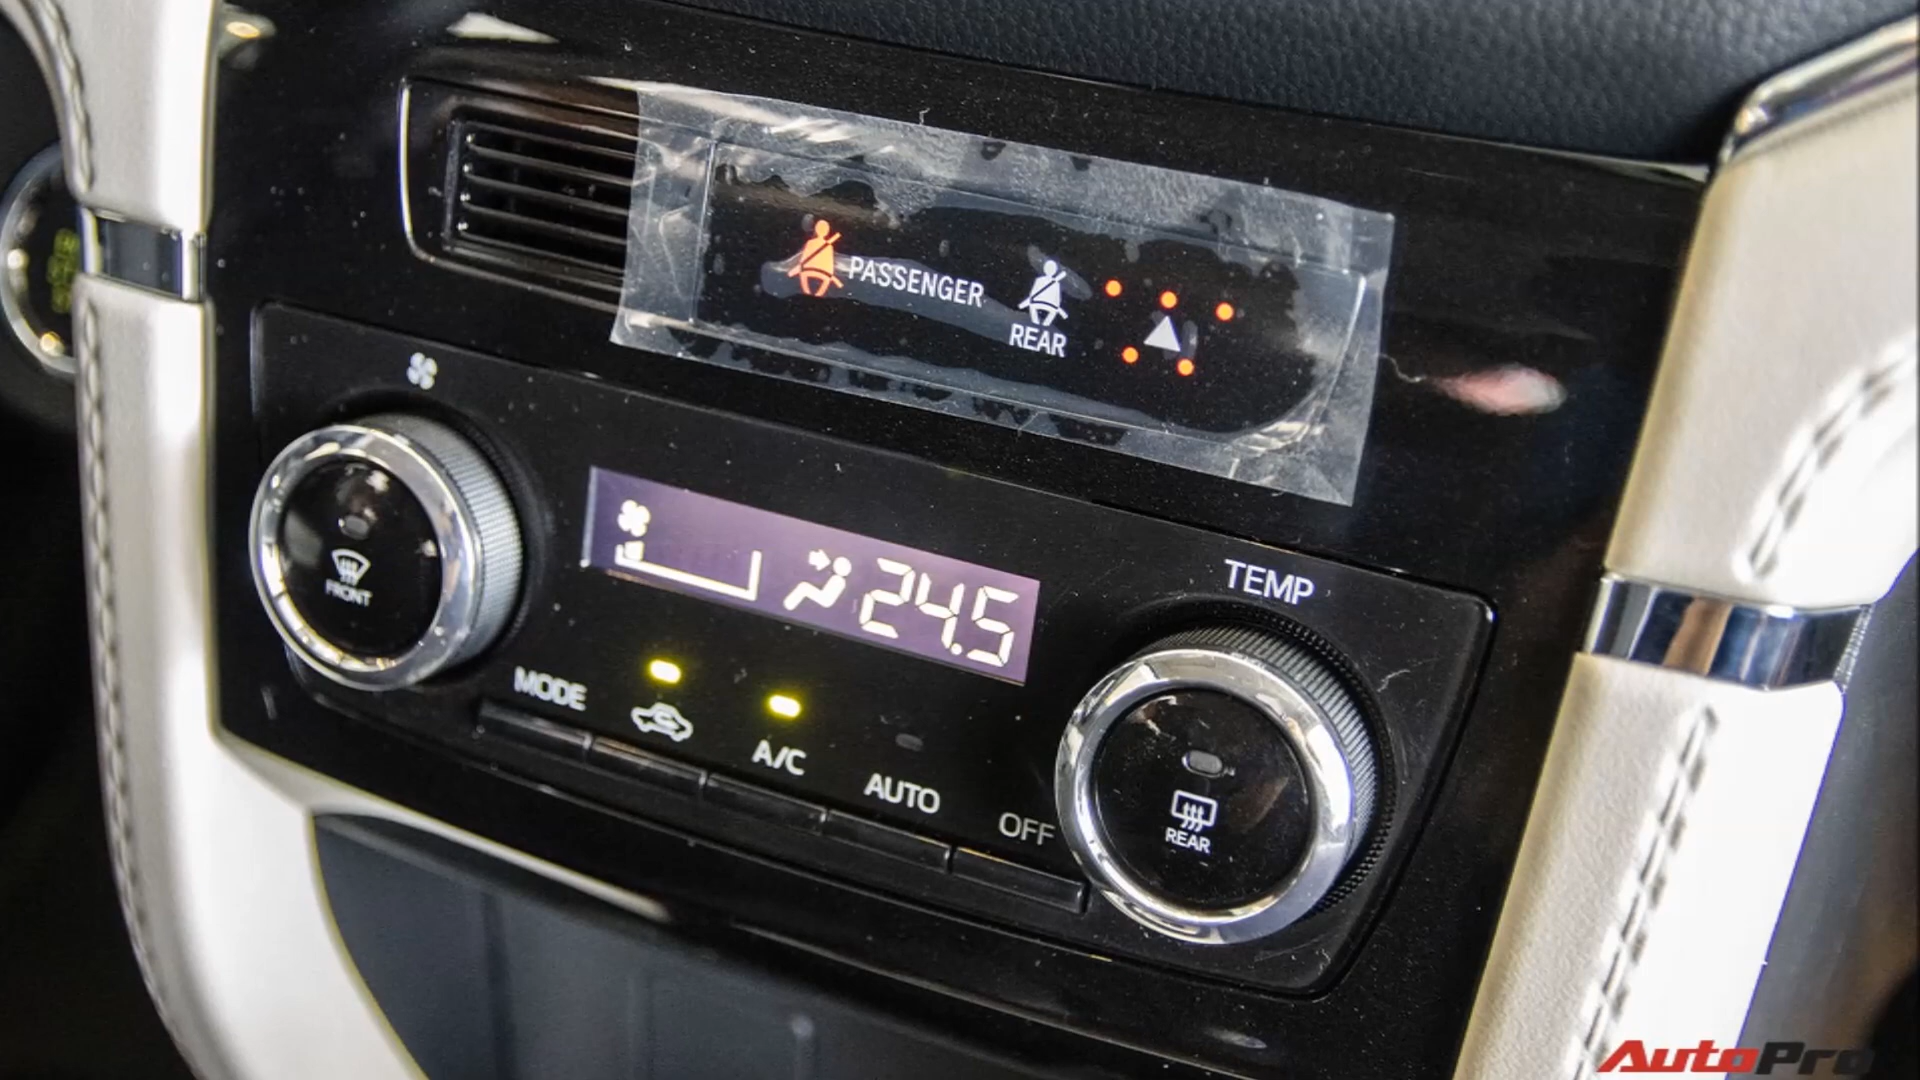 PASSENGER
REAR
24.5
TEMP
FRONT
MODE
A/C
AUTO
OFF
REAR
AutoPro